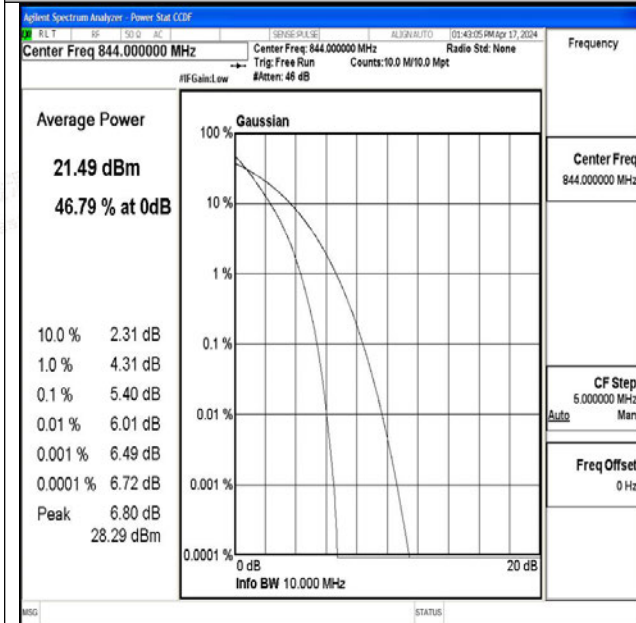 Agilent Spectrum Analyzer - Power Stat CCDF
RL T RF 50 Ω AC SENSE:PULSE ALIGN AUTO 01:43:05 PM Apr 17, 2024
Center Freq 844.000000 MHz
Center Freq: 844.000000 MHz Radio Std: None
Trig: Free Run Counts:10.0 M/10.0 Mpt
#IFGain:Low #Atten: 46 dB
Frequency
Average Power
21.49 dBm
46.79 % at 0dB
10.0 % 2.31 dB
1.0 % 4.31 dB
0.1 % 5.40 dB
0.01 % 6.01 dB
0.001 % 6.49 dB
0.0001 % 6.72 dB
Peak 6.80 dB
28.29 dBm
Gaussian
100 %
10 %
1 %
0.1 %
0.01 %
0.001 %
0.0001 %
0 dB 20 dB
Info BW 10.000 MHz
Center Freq
844.000000 MHz
CF Step
5.000000 MHz
Auto Man
Freq Offset
0 Hz
MSG STATUS